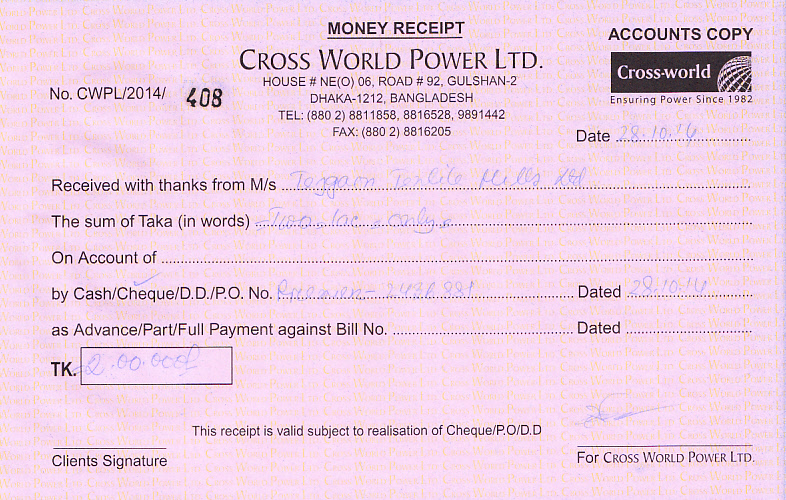 MONEY RECEIPT
ACCOUNTS COPY
CROSS WORLD POWER LTD.
Cross-world
Ensuring Power Since 1982
HOUSE # NE(O) 06, ROAD # 92, GULSHAN-2
DHAKA-1212, BANGLADESH
TEL: (880 2) 8811858, 8816528, 9891442
FAX: (880 2) 8816205
No. CWPL/2014/ 408
Date 28.10.14
Received with thanks from M/s Tezgaon Textile Mills Ltd
The sum of Taka (in words) Two lac only
On Account of
by Cash/Cheque/D.D./P.O. No. Dated 28.10.14
as Advance/Part/Full Payment against Bill No. Dated
TK. 2.00.000/
This receipt is valid subject to realisation of Cheque/P.O/D.D
Clients Signature
For CROSS WORLD POWER LTD.